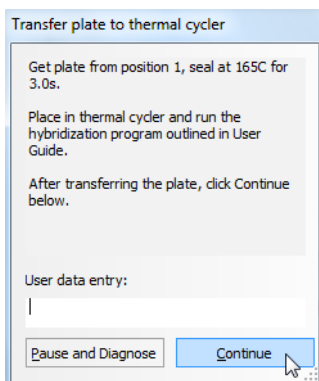 Transfer plate to thermal cycler
Get plate from position 1, seal at 165C for
3.0s.
Place in thermal cycler and run the
hybridization program outlined in User
Guide.
After transferring the plate, click Continue
below.
User data entry:
Pause and Diagnose
Continue